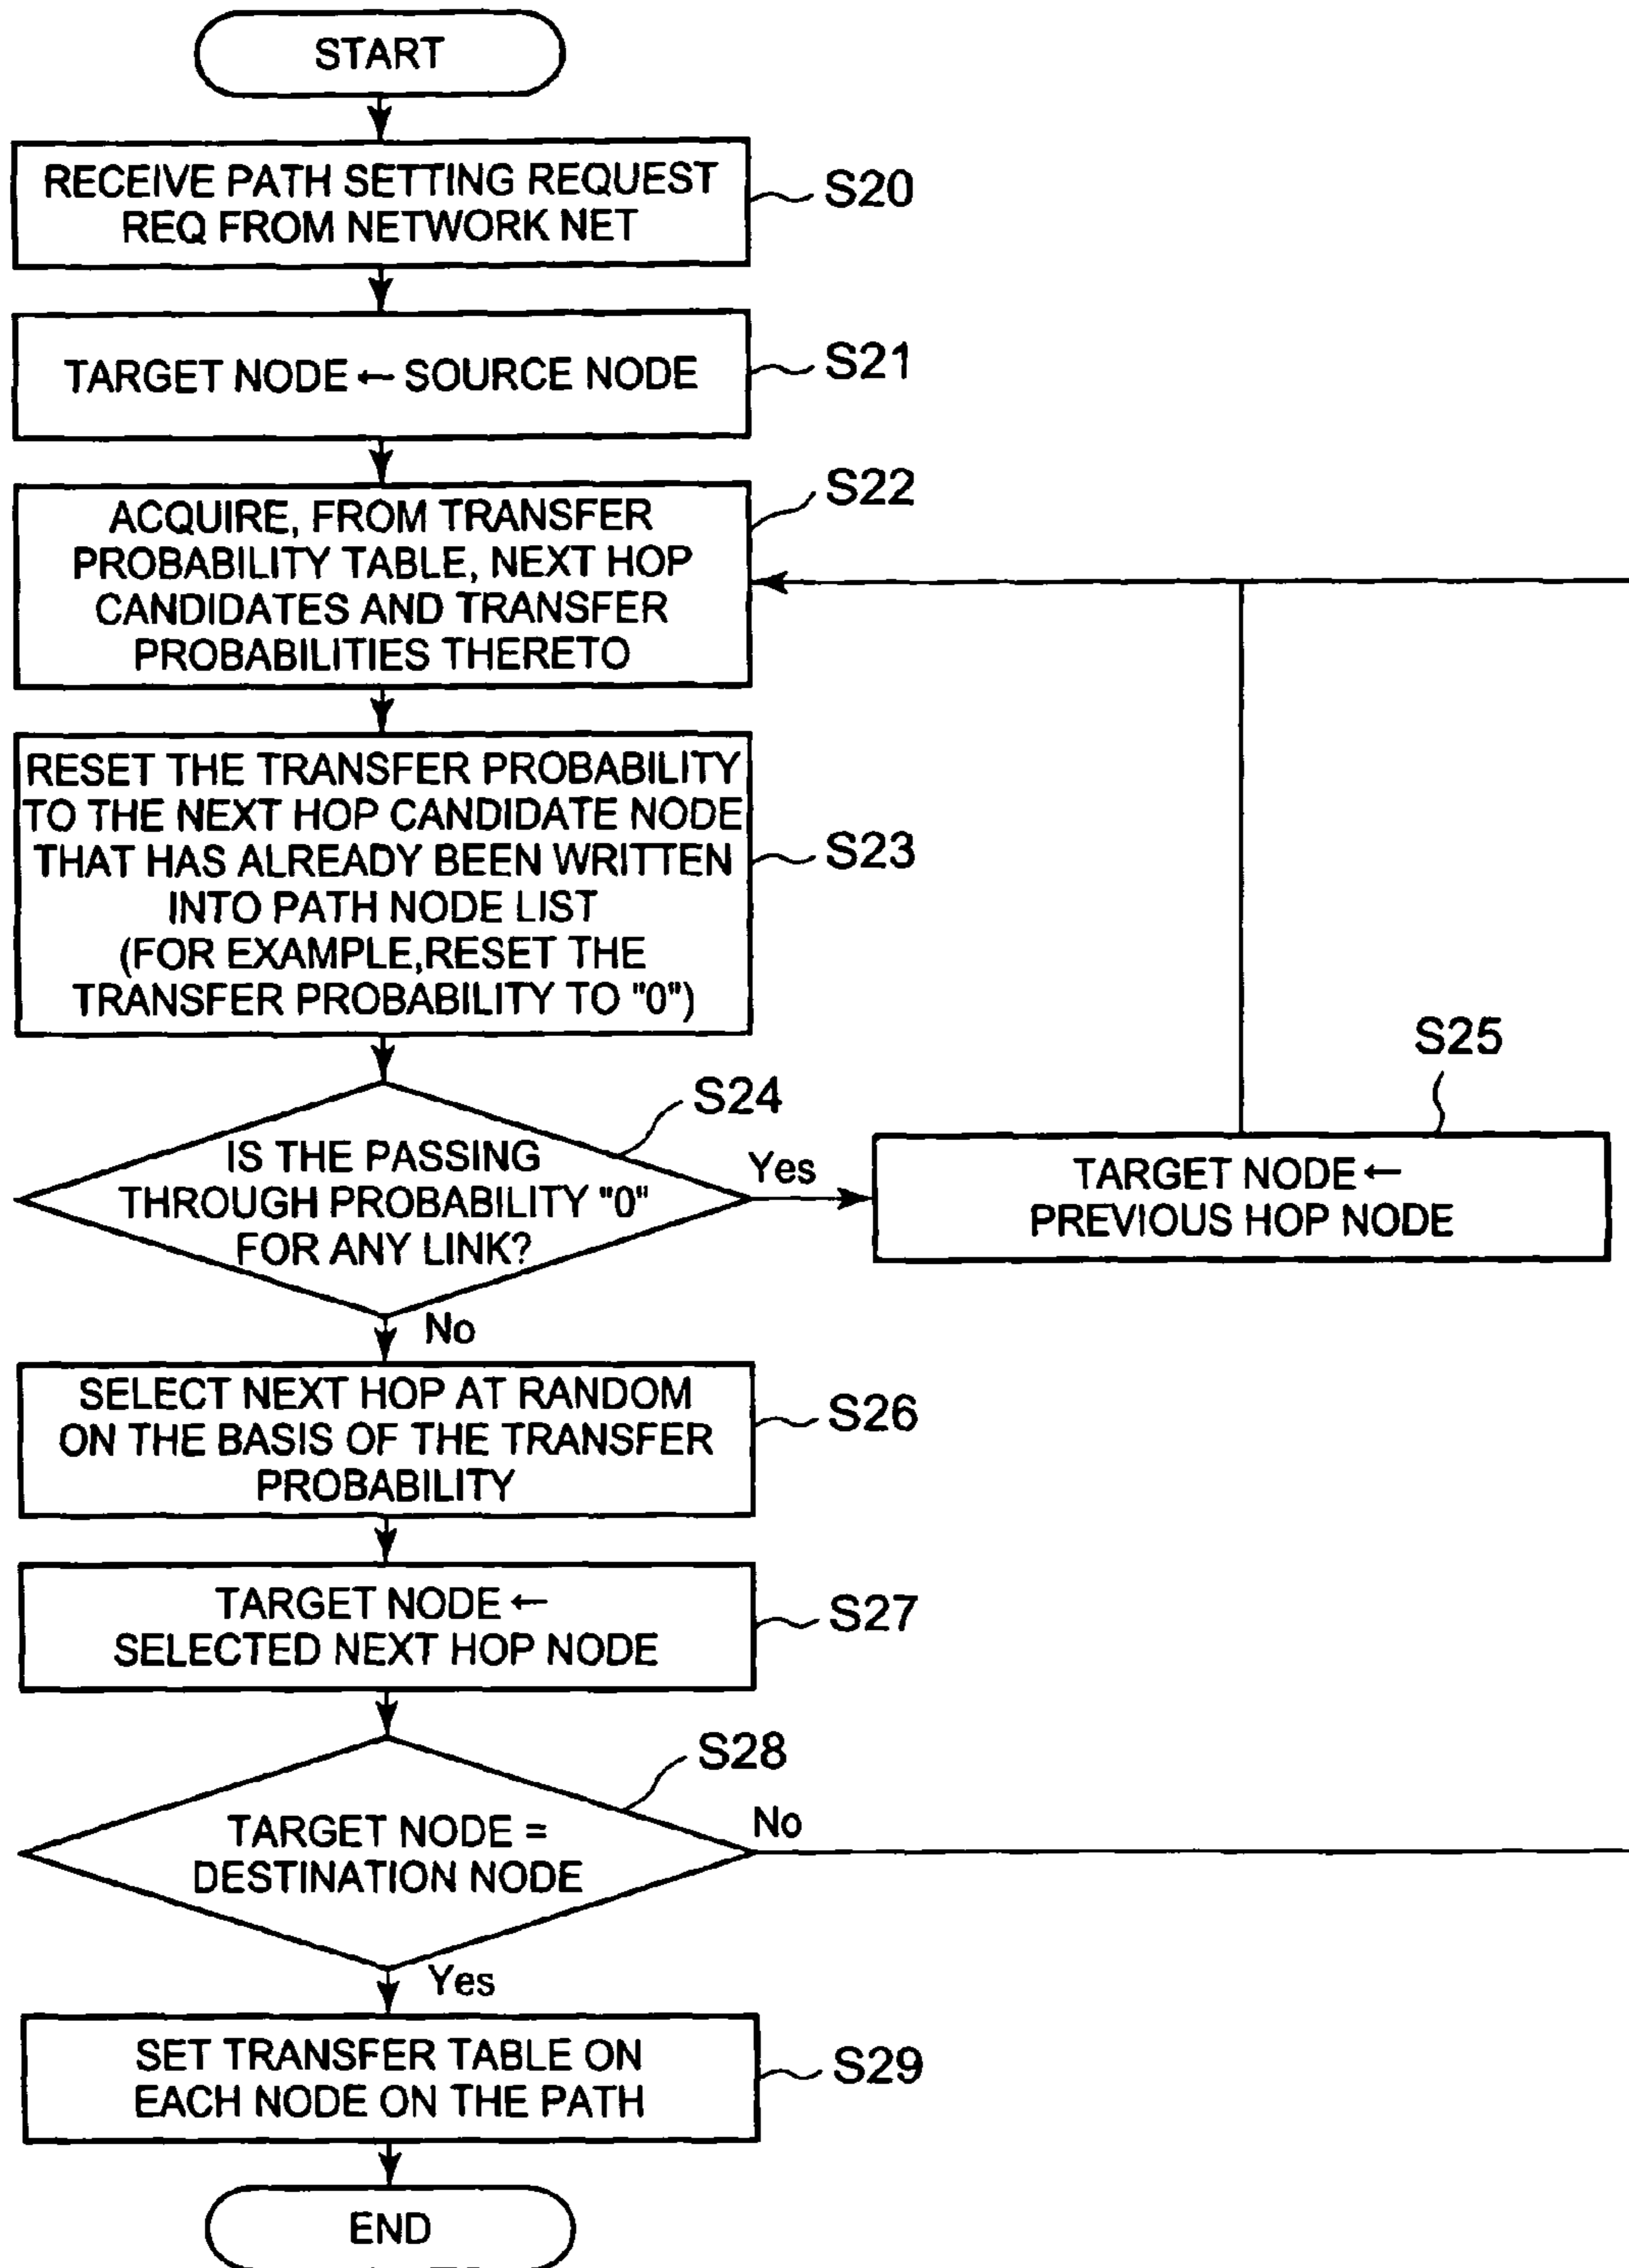 START
RECEIVE PATH SETTING REQUEST
REQ FROM NETWORK NET
S20
TARGET NODE ← SOURCE NODE
S21
ACQUIRE, FROM TRANSFER
PROBABILITY TABLE, NEXT HOP
CANDIDATES AND TRANSFER
PROBABILITIES THERETO
S22
RESET THE TRANSFER PROBABILITY
TO THE NEXT HOP CANDIDATE NODE
THAT HAS ALREADY BEEN WRITTEN
INTO PATH NODE LIST
(FOR EXAMPLE,RESET THE
TRANSFER PROBABILITY TO "0")
S23
IS THE PASSING
THROUGH PROBABILITY "0"
FOR ANY LINK?
S24
Yes
TARGET NODE ←
PREVIOUS HOP NODE
S25
No
SELECT NEXT HOP AT RANDOM
ON THE BASIS OF THE TRANSFER
PROBABILITY
S26
TARGET NODE ←
SELECTED NEXT HOP NODE
S27
TARGET NODE =
DESTINATION NODE
S28
No
Yes
SET TRANSFER TABLE ON
EACH NODE ON THE PATH
S29
END